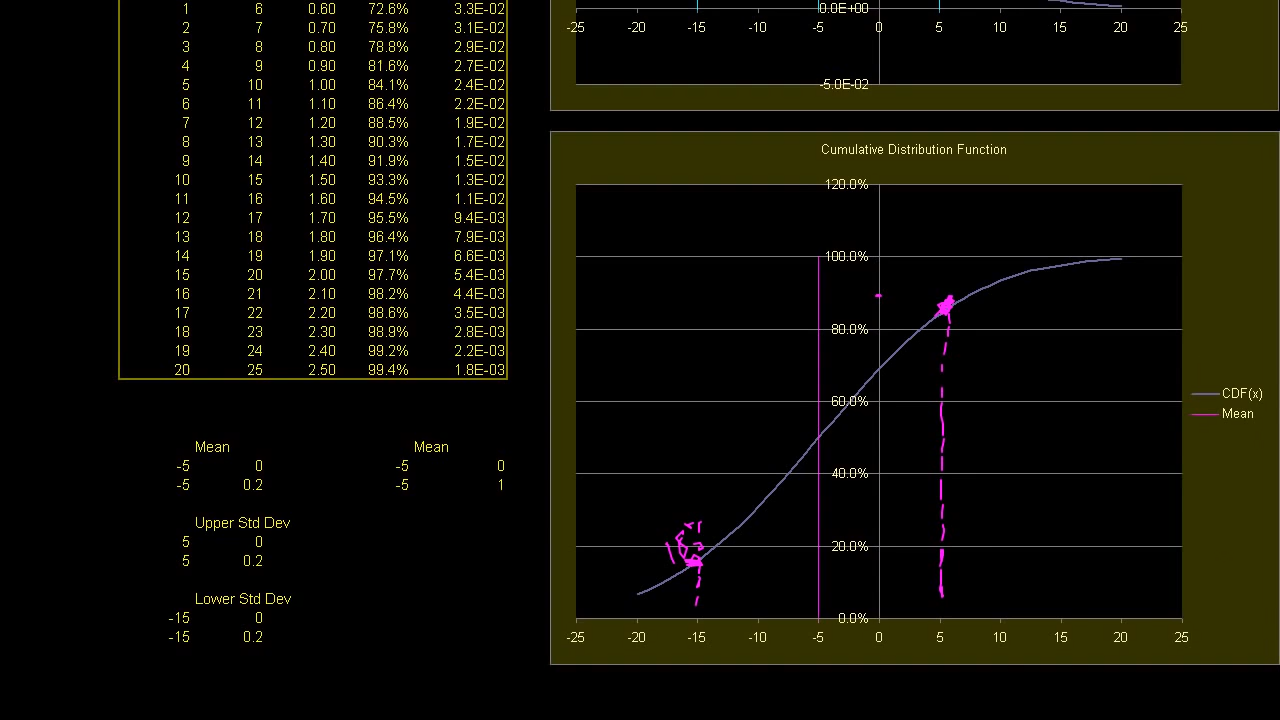 1 6 0.60 72.6% 3.3E-02
2 7 0.70 75.8% 3.1E-02
3 8 0.80 78.8% 2.9E-02
4 9 0.90 81.6% 2.7E-02
5 10 1.00 84.1% 2.4E-02
6 11 1.10 86.4% 2.2E-02
7 12 1.20 88.5% 1.9E-02
8 13 1.30 90.3% 1.7E-02
9 14 1.40 91.9% 1.5E-02
10 15 1.50 93.3% 1.3E-02
11 16 1.60 94.5% 1.1E-02
12 17 1.70 95.5% 9.4E-03
13 18 1.80 96.4% 7.9E-03
14 19 1.90 97.1% 6.6E-03
15 20 2.00 97.7% 5.4E-03
16 21 2.10 98.2% 4.4E-03
17 22 2.20 98.6% 3.5E-03
18 23 2.30 98.9% 2.8E-03
19 24 2.40 99.2% 2.2E-03
20 25 2.50 99.4% 1.8E-03
Mean Mean
-5 0 -5 0
-5 0.2 -5 1
Upper Std Dev
5 0
5 0.2
Lower Std Dev
-15 0
-15 0.2
0.0E+00
-25 -20 -15 -10 -5 0 5 10 15 20 25
-5.0E-02
Cumulative Distribution Function
120.0%
100.0%
80.0%
60.0%
40.0%
20.0%
0.0%
-25 -20 -15 -10 -5 0 5 10 15 20 25
CDF(x)
Mean